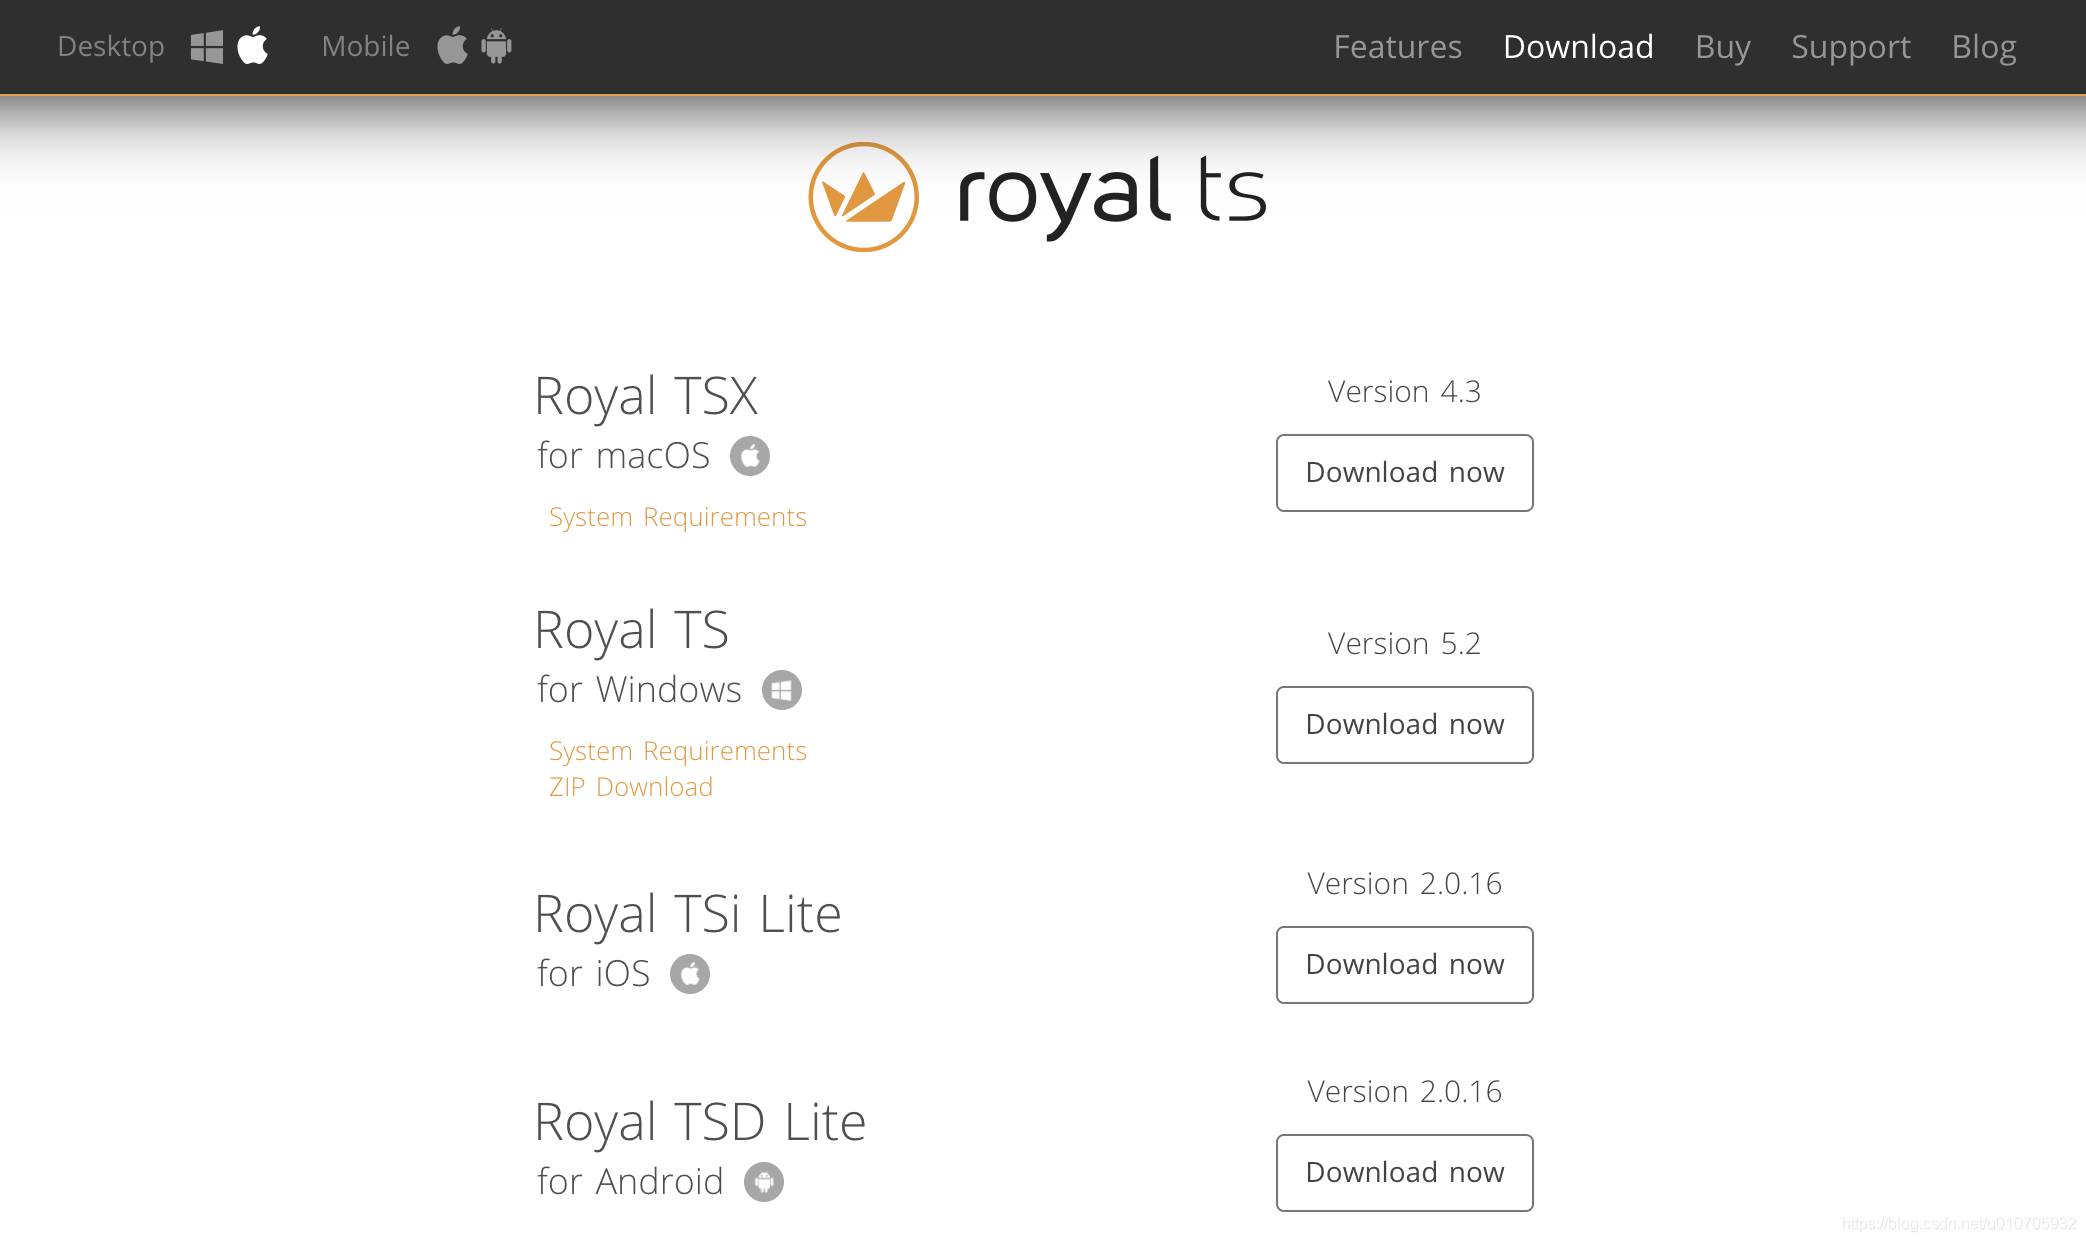 Desktop Mobile Features Download Buy Support Blog
royal ts
Royal TSX
for macOS
System Requirements
Version 4.3
Download now
Royal TS
for Windows
System Requirements
ZIP Download
Version 5.2
Download now
Royal TSi Lite
for iOS
Version 2.0.16
Download now
Royal TSD Lite
for Android
Version 2.0.16
Download now
https://blog.csdn.net/u010705932